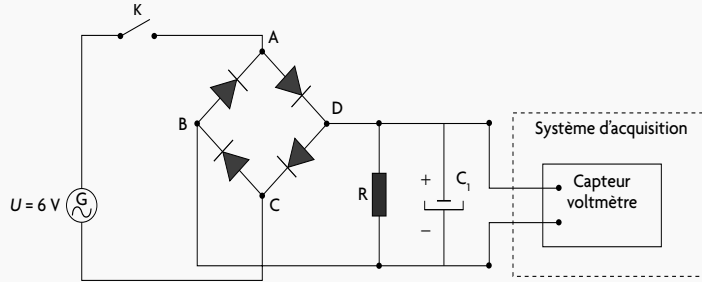 K
A
B
D
C
G
U = 6 V
R
+
C₁
–
Système d'acquisition
Capteur
voltmètre